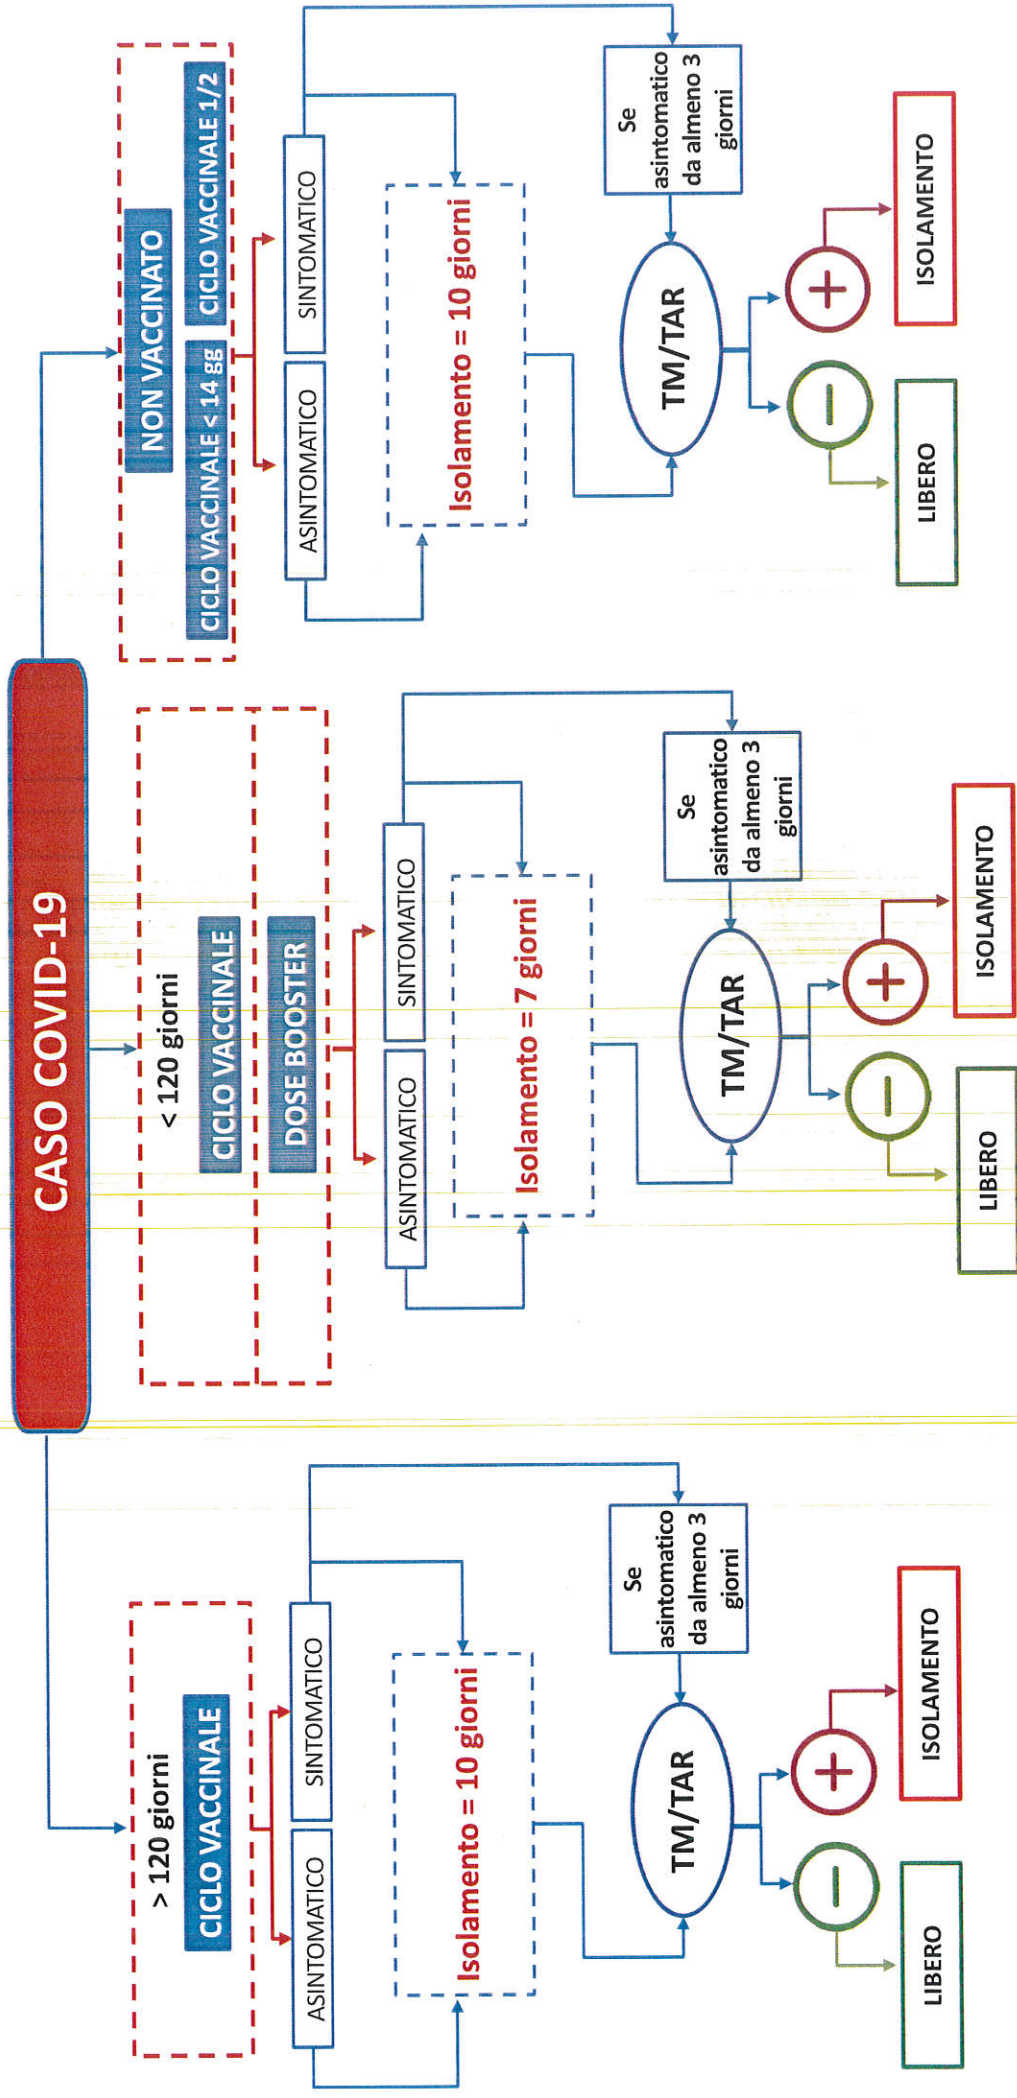 CASO COVID-19
> 120 giorni
CICLO VACCINALE
ASINTOMATICO
SINTOMATICO
Isolamento = 10 giorni
Se
asintomatico
da almeno 3
giorni
TM/TAR
−
+
LIBERO
ISOLAMENTO
< 120 giorni
CICLO VACCINALE
DOSE BOOSTER
ASINTOMATICO
SINTOMATICO
Isolamento = 7 giorni
Se
asintomatico
da almeno 3
giorni
TM/TAR
−
+
LIBERO
ISOLAMENTO
NON VACCINATO
CICLO VACCINALE < 14 gg
CICLO VACCINALE 1/2
ASINTOMATICO
SINTOMATICO
Isolamento = 10 giorni
Se
asintomatico
da almeno 3
giorni
TM/TAR
−
+
LIBERO
ISOLAMENTO